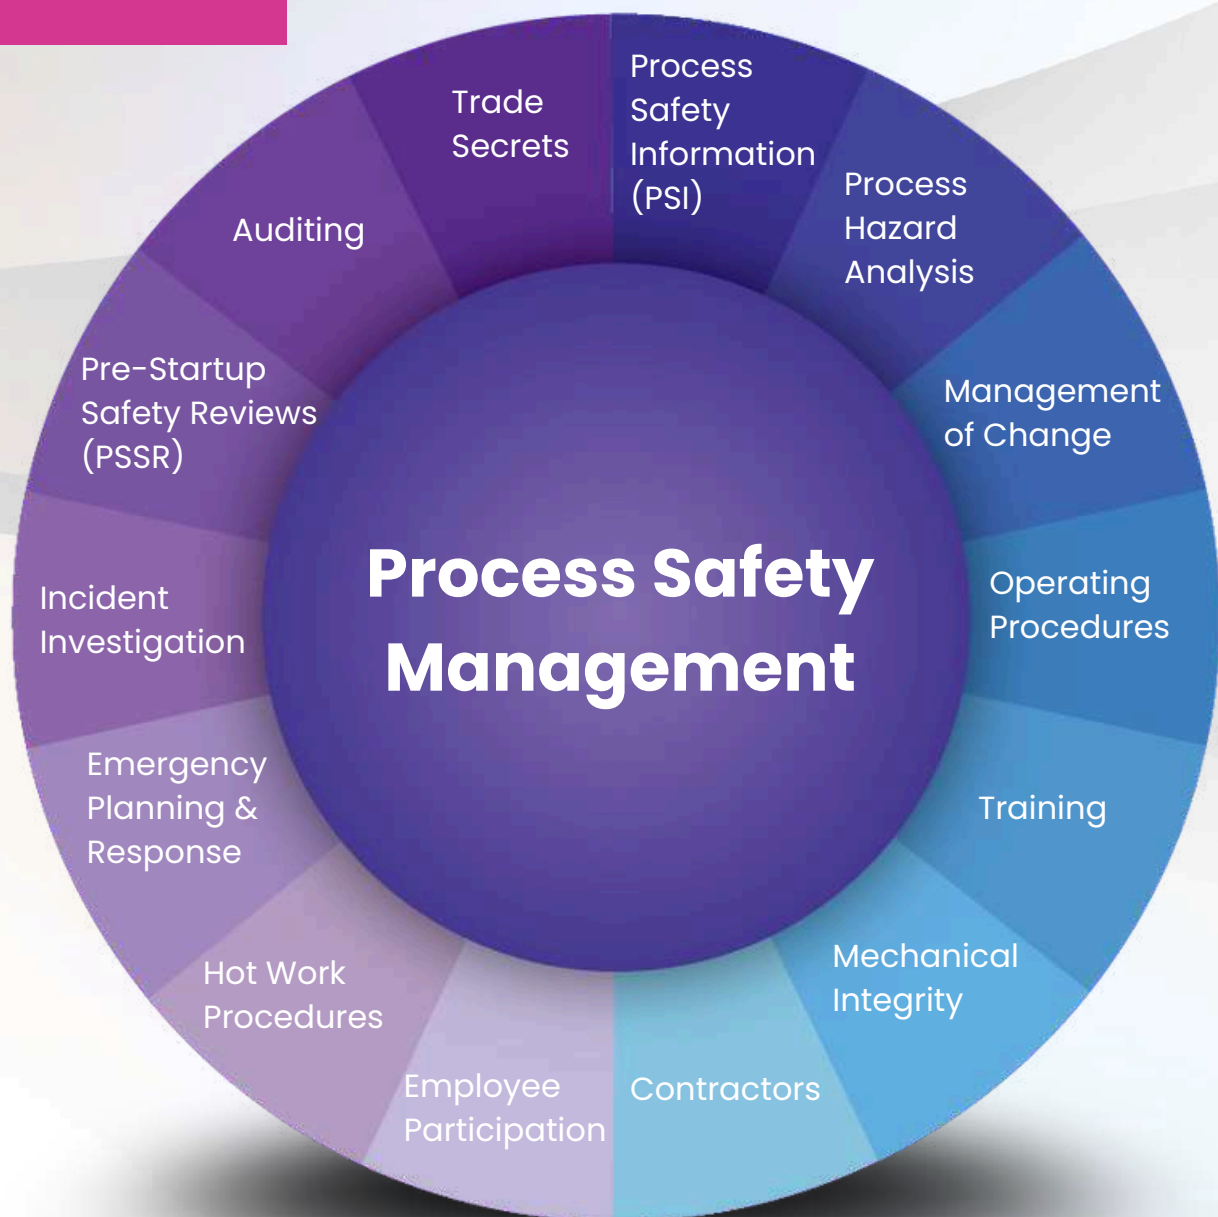 Process Safety
Management
Process
Safety
Information
(PSI)
Process
Hazard
Analysis
Management
of Change
Operating
Procedures
Training
Mechanical
Integrity
Contractors
Employee
Participation
Hot Work
Procedures
Emergency
Planning &
Response
Incident
Investigation
Pre-Startup
Safety Reviews
(PSSR)
Auditing
Trade
Secrets